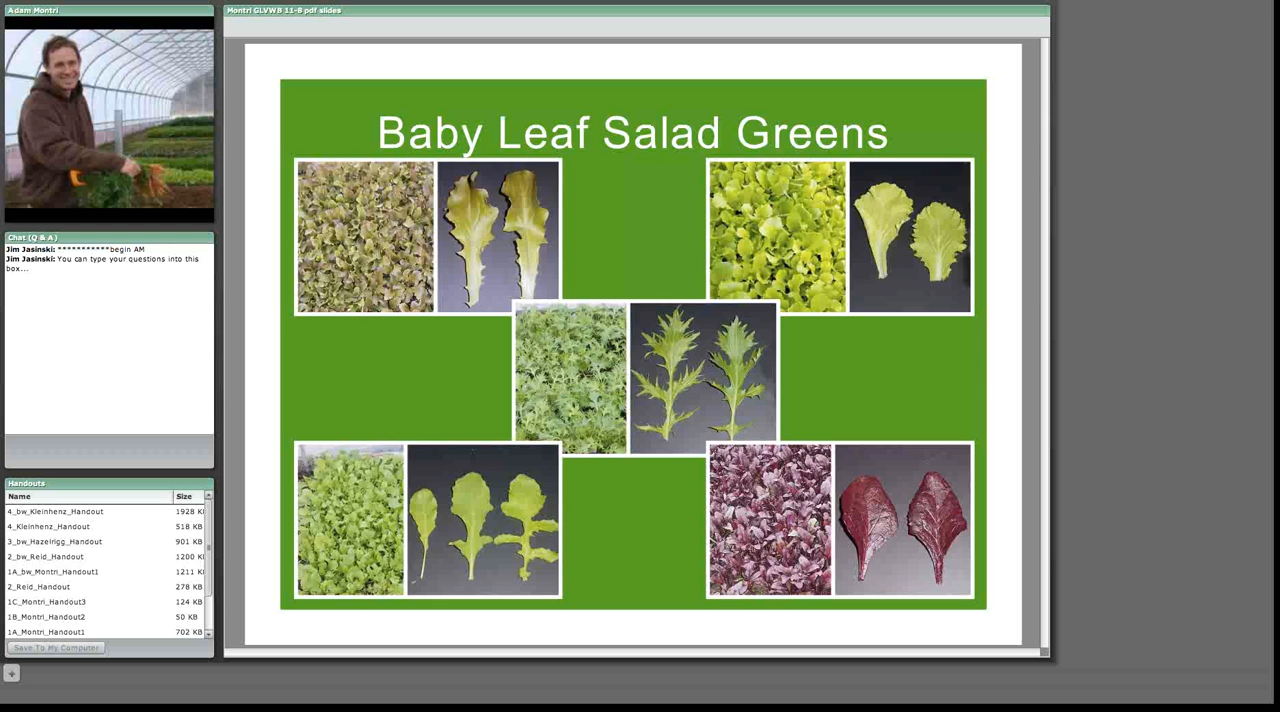 Adam Montri
Montri GLVWB 11-8 pdf slides
Baby Leaf Salad Greens
Chat (Q & A)
Jim Jasinski: ***********begin AM
Jim Jasinski: You can type your questions into this
box...
Handouts
Name Size
4_bw_Kleinhenz_Handout 1928 K
4_Kleinhenz_Handout 518 KB
3_bw_Hazelrigg_Handout 901 KB
2_bw_Reid_Handout 1200 K
1A_bw_Montri_Handout1 1211 K
2_Reid_Handout 278 KB
1C_Montri_Handout3 124 KB
1B_Montri_Handout2 50 KB
1A_Montri_Handout1 702 KB
Save To My Computer